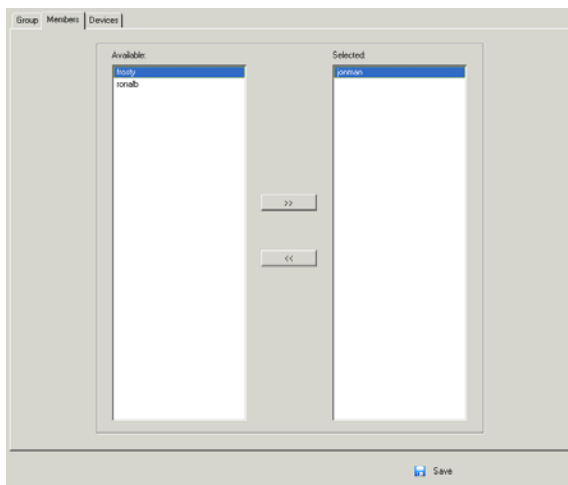 Group Members Devices
Available: Selected:
frosty jonman
ronalb
>>
<<
Save